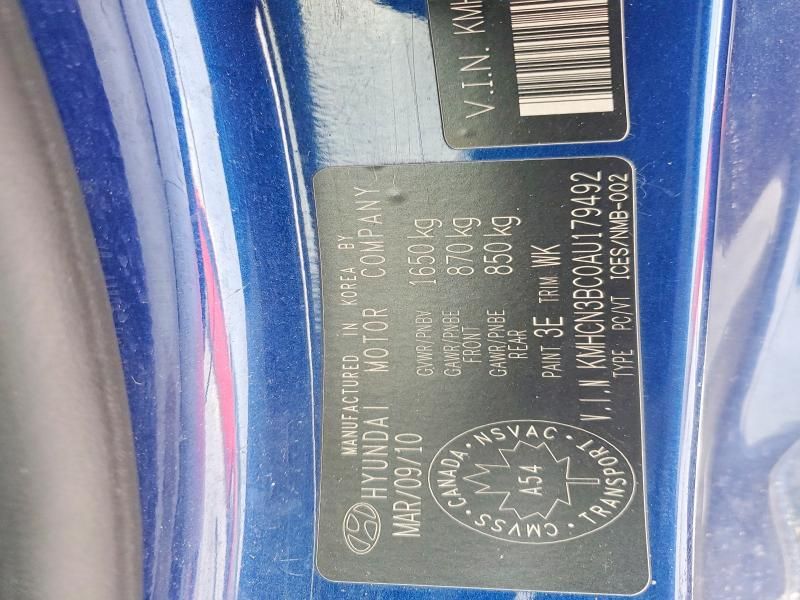 V.I.N. KMH
MANUFACTURED IN KOREA BY
HYUNDAI MOTOR COMPANY
MAR/09/10
GVWR/PNBV 1650 kg
GAWR/PNBE 870 kg
FRONT
GAWR/PNBE 850 kg
REAR
PAINT 3E TRIM WK
V.I.N KMHCN3BC0AU179492
TYPE PC/VT ICES/NMB-002
CMVSS · CANADA · NSVAC · TRANSPORT ·
A54